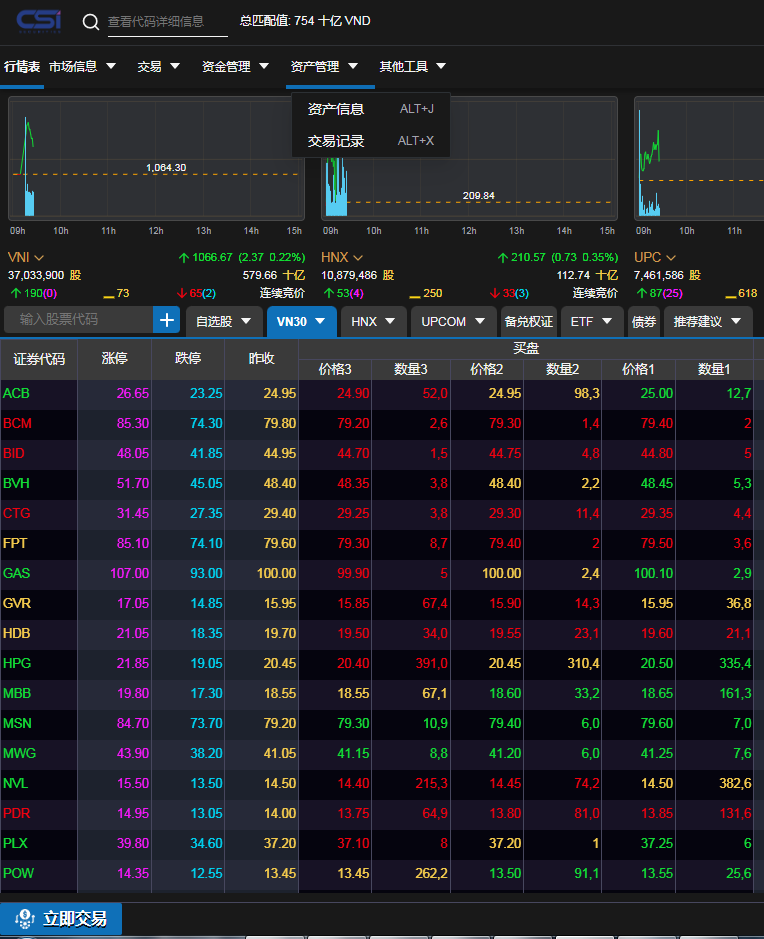 CSI
查看代码详细信息
总匹配值: 754 十亿 VND
行情表 市场信息 交易 资金管理 资产管理 其他工具
资产信息 ALT+J
交易记录 ALT+X
1,064.30
209.84
09h 10h 11h 12h 13h 14h 15h
09h 10h 11h 12h 13h 14h 15h
09h 10h 11h
VNI 1066.67 (2.37 0.22%)
37,033,900 股 579.66 十亿
190(0) 73 65(2) 连续竞价
HNX 210.57 (0.73 0.35%)
10,879,486 股 112.74 十亿
53(4) 250 33(3) 连续竞价
UPC
7,461,586 股
87(25) 618
输入股票代码 + 自选股 VN30 HNX UPCOM 备兑权证 ETF 债券 推荐建议
证券代码 涨停 跌停 昨收 买盘
价格3 数量3 价格2 数量2 价格1 数量1
ACB 26.65 23.25 24.95 24.90 52,0 24.95 98,3 25.00 12,7
BCM 85.30 74.30 79.80 79.20 2,6 79.30 1,4 79.40 2
BID 48.05 41.85 44.95 44.70 1,5 44.75 4,8 44.80 5
BVH 51.70 45.05 48.40 48.35 3,8 48.40 2,2 48.45 5,3
CTG 31.45 27.35 29.40 29.25 3,8 29.30 11,4 29.35 4,4
FPT 85.10 74.10 79.60 79.30 8,7 79.40 2 79.50 3,6
GAS 107.00 93.00 100.00 99.90 5 100.00 2,4 100.10 2,9
GVR 17.05 14.85 15.95 15.85 67,4 15.90 14,3 15.95 36,8
HDB 21.05 18.35 19.70 19.50 34,0 19.55 23,1 19.60 21,1
HPG 21.85 19.05 20.45 20.40 391,0 20.45 310,4 20.50 335,4
MBB 19.80 17.30 18.55 18.55 67,1 18.60 33,2 18.65 161,3
MSN 84.70 73.70 79.20 79.30 10,9 79.40 6,0 79.60 7,0
MWG 43.90 38.20 41.05 41.15 8,8 41.20 6,0 41.25 7,6
NVL 15.50 13.50 14.50 14.40 215,3 14.45 74,2 14.50 382,6
PDR 14.95 13.05 14.00 13.75 64,9 13.80 81,0 13.85 131,6
PLX 39.80 34.60 37.20 37.10 8 37.20 1 37.25 6
POW 14.35 12.55 13.45 13.45 262,2 13.50 91,1 13.55 25,6
立即交易